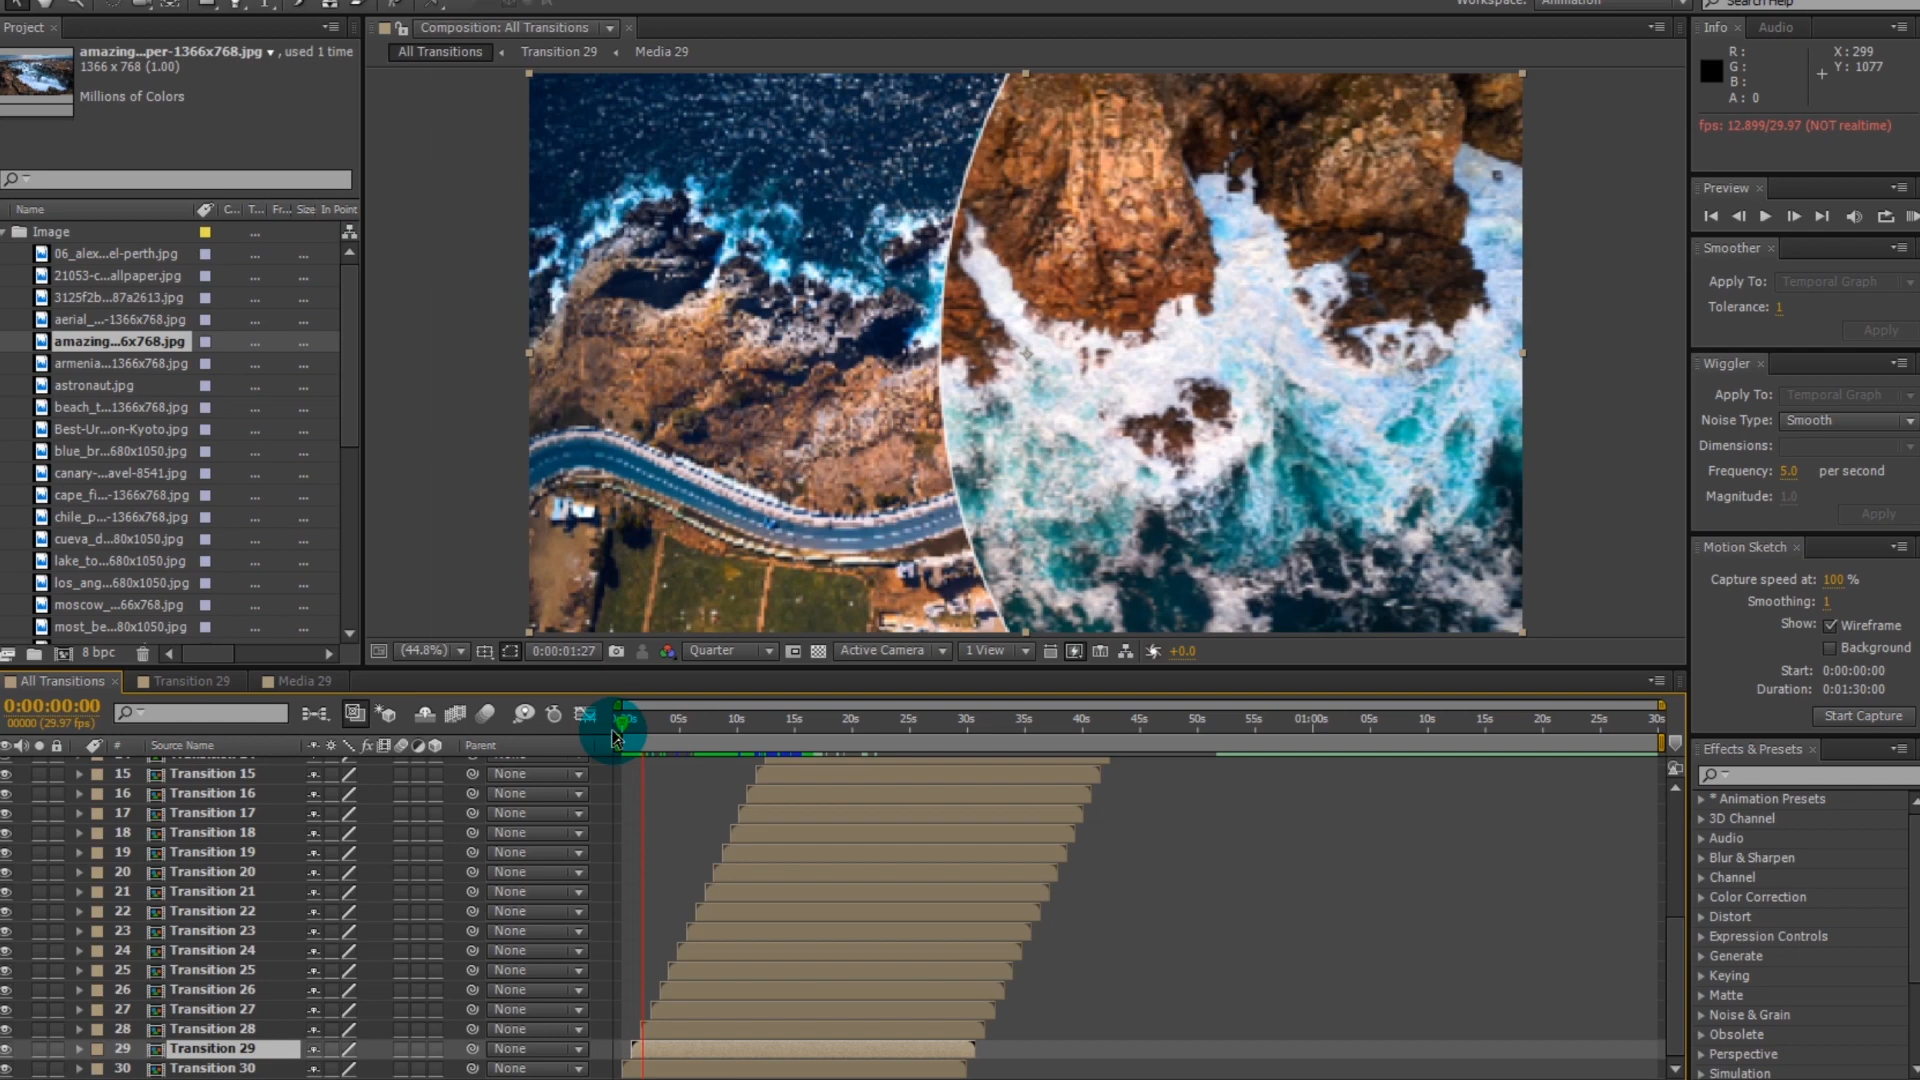 Workspace: Animation
Search Help
Project
amazing...per-1366x768.jpg , used 1 time
1366 x 768 (1.00)
Millions of Colors
Name C... T... Fr... Size In Point
Image ...
06_alex...el-perth.jpg ... ...
21053-c...allpaper.jpg ... ...
3125f2b...87a2613.jpg ... ...
aerial_...-1366x768.jpg ... ...
amazing...6x768.jpg ... ...
armenia...1366x768.jpg ... ...
astronaut.jpg ... ...
beach_t...1366x768.jpg ... ...
Best-Ur...on-Kyoto.jpg ... ...
blue_br...680x1050.jpg ... ...
canary-...avel-8541.jpg ... ...
cape_fi...-1366x768.jpg ... ...
chile_p...-1366x768.jpg ... ...
cueva_d...80x1050.jpg ... ...
lake_to...680x1050.jpg ... ...
los_ang...680x1050.jpg ... ...
moscow_...66x768.jpg ... ...
most_be...80x1050.jpg ... ...
8 bpc
Composition: All Transitions
All Transitions Transition 29 Media 29
(44.8%) 0:00:01:27 Quarter Active Camera 1 View +0.0
Info Audio
R : X : 299
G : Y : 1077
B :
A : 0
fps: 12.899/29.97 (NOT realtime)
Preview
Smoother
Apply To: Temporal Graph
Tolerance: 1
Apply
Wiggler
Apply To: Temporal Graph
Noise Type: Smooth
Dimensions:
Frequency: 5.0 per second
Magnitude: 1.0
Apply
Motion Sketch
Capture speed at: 100 %
Smoothing: 1
Show: Wireframe
Background
Start: 0:00:00:00
Duration: 0:01:30:00
Start Capture
Effects & Presets
* Animation Presets
3D Channel
Audio
Blur & Sharpen
Channel
Color Correction
Distort
Expression Controls
Generate
Keying
Matte
Noise & Grain
Obsolete
Perspective
Simulation
All Transitions Transition 29 Media 29
0:00:00:00
00000 (29.97 fps)
05s 10s 15s 20s 25s 30s 35s 40s 45s 50s 55s 01:00s 05s 10s 15s 20s 25s 30s
# Source Name fx Parent
15 Transition 15 None
16 Transition 16 None
17 Transition 17 None
18 Transition 18 None
19 Transition 19 None
20 Transition 20 None
21 Transition 21 None
22 Transition 22 None
23 Transition 23 None
24 Transition 24 None
25 Transition 25 None
26 Transition 26 None
27 Transition 27 None
28 Transition 28 None
29 Transition 29 None
30 Transition 30 None